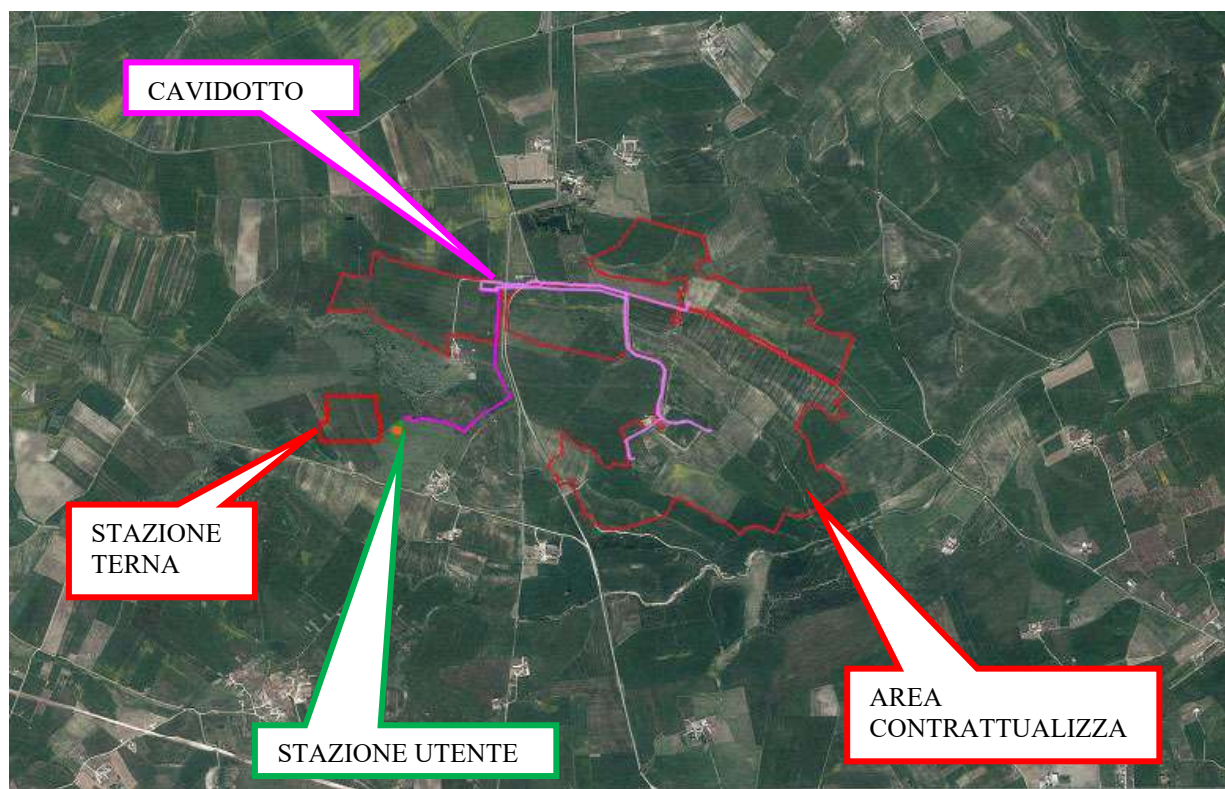 CAVIDOTTO
STAZIONE
TERNA
STAZIONE UTENTE
AREA
CONTRATTUALIZZA